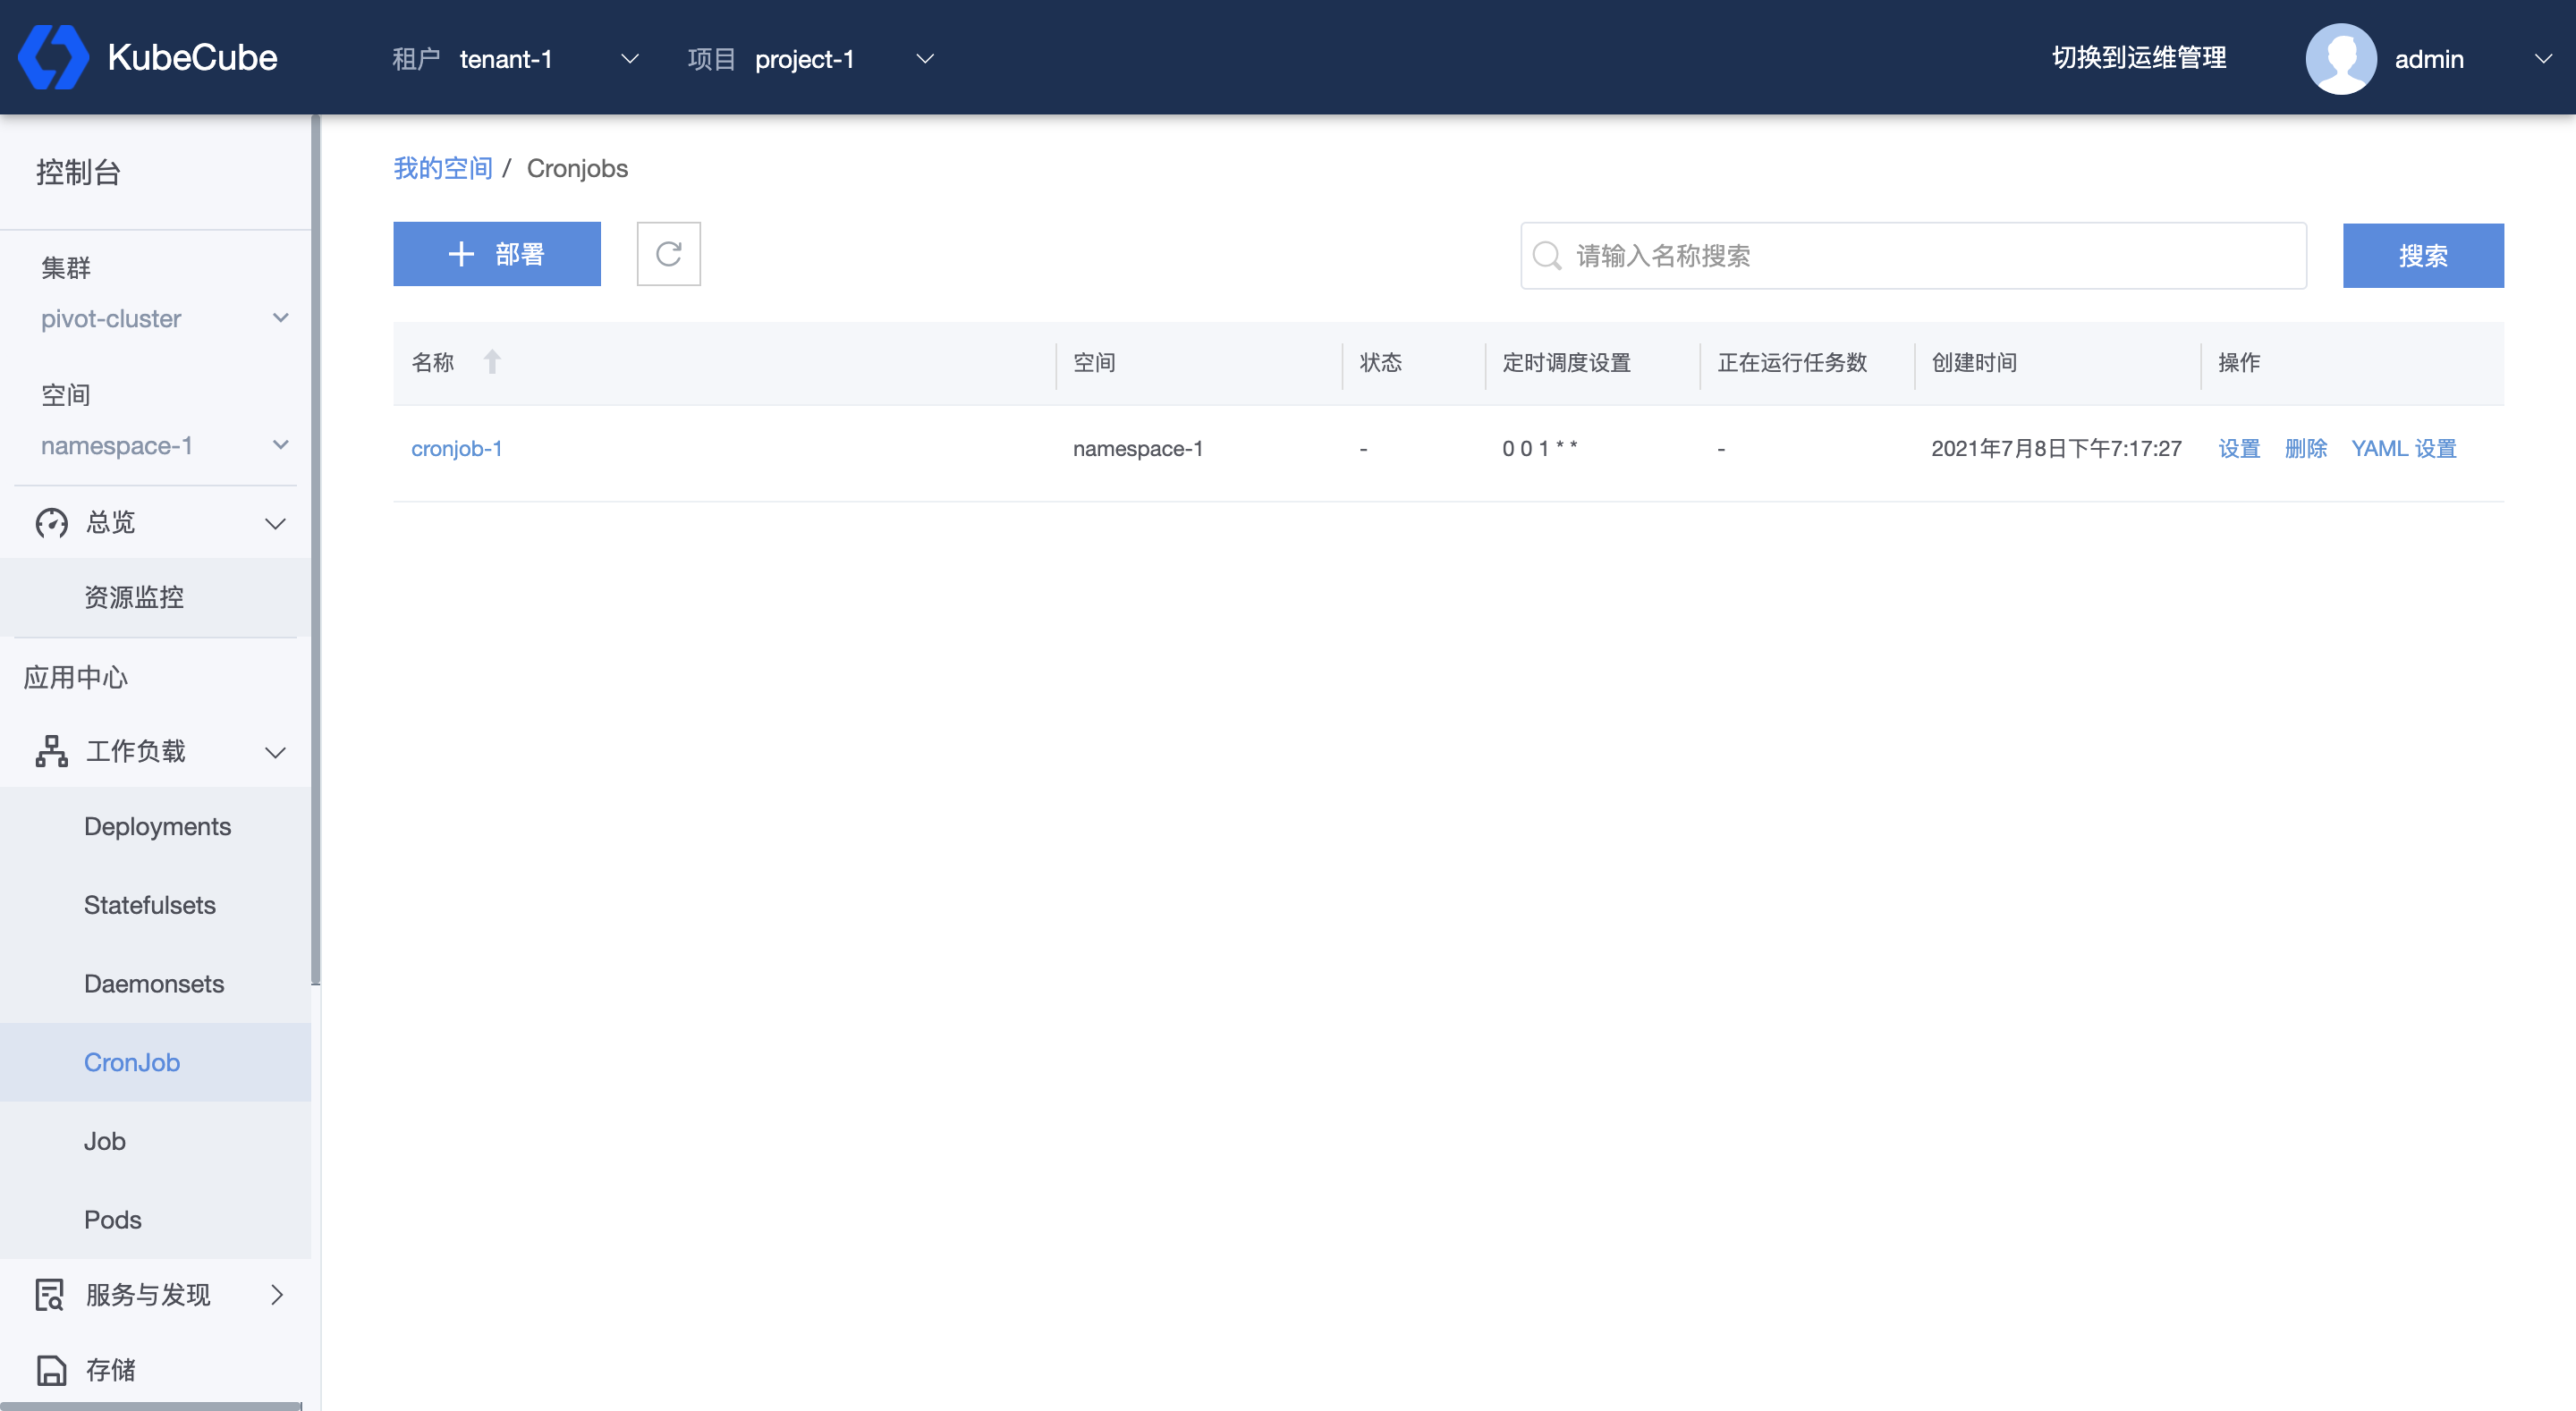 KubeCube 租户 tenant-1 项目 project-1 切换到运维管理 admin
控制台
集群
pivot-cluster
空间
namespace-1
总览
资源监控
应用中心
工作负载
Deployments
Statefulsets
Daemonsets
CronJob
Job
Pods
服务与发现
存储
我的空间 / Cronjobs
部署
请输入名称搜索 搜索
名称 空间 状态 定时调度设置 正在运行任务数 创建时间 操作
cronjob-1 namespace-1 - 0 0 1 * * - 2021年7月8日下午7:17:27 设置 删除 YAML 设置